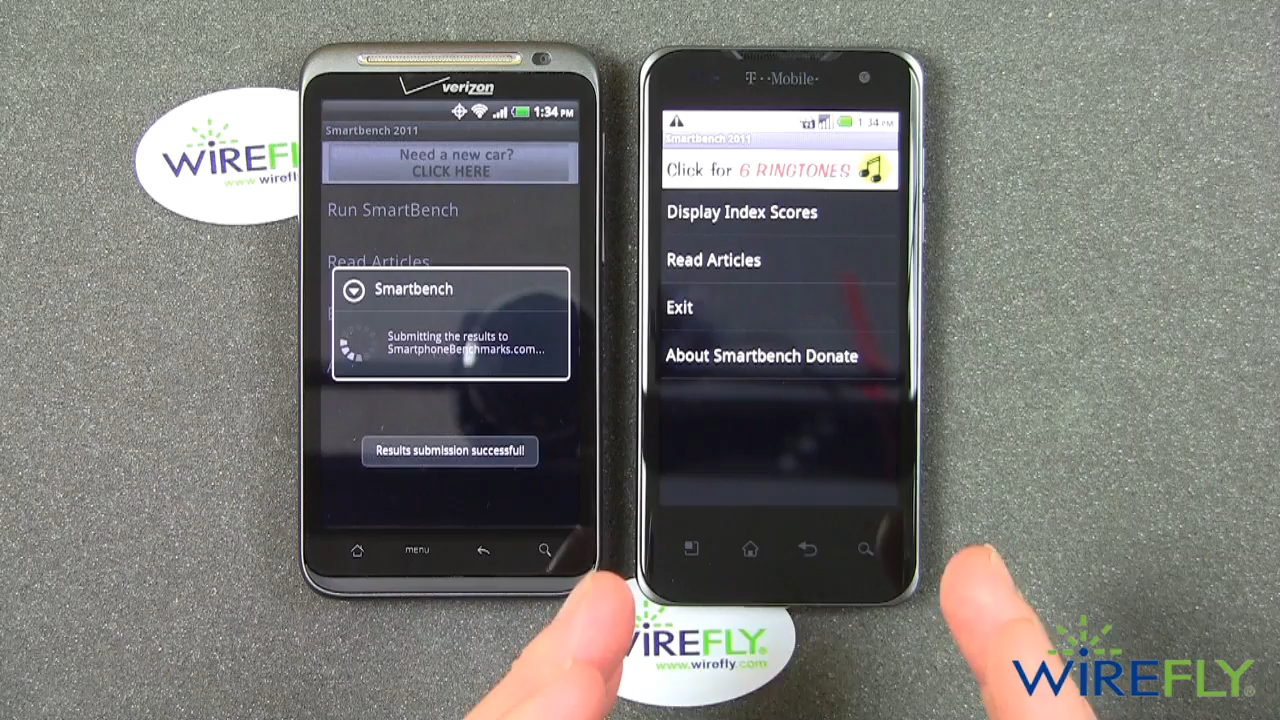 verizon
1:34 PM
Smartbench 2011
Need a new car?
CLICK HERE
Run SmartBench
Read Articles
Smartbench
Submitting the results to
SmartphoneBenchmarks.com...
Results submission successful!
menu
T··Mobile·
1:34 PM
Smartbench 2011
Click for 6 RINGTONES
Display Index Scores
Read Articles
Exit
About Smartbench Donate
WIREFL
www.wirefly
WIREFLY®
www.wirefly.com
WIREFLY®